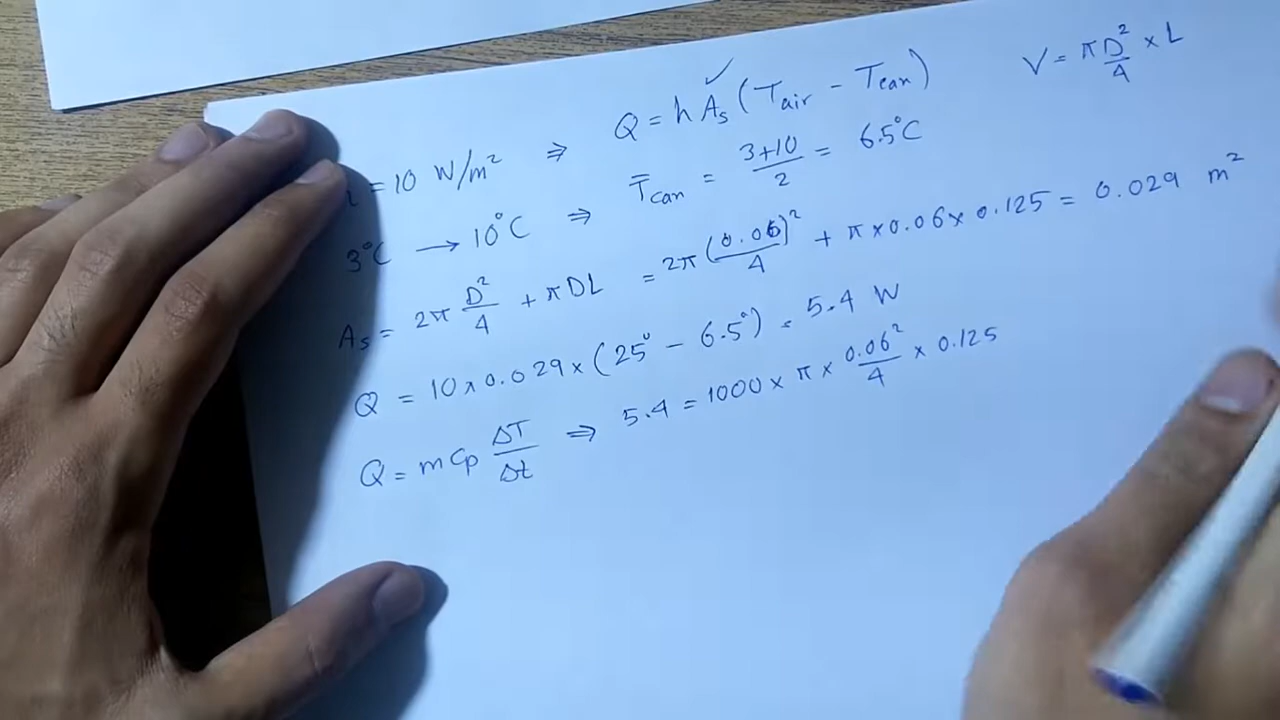 V = π D²/4 × L
Q = h As (Tair - Tcan)
= 10 W/m² ⇒
3°C → 10°C ⇒ T̄can = (3+10)/2 = 6.5°C
As = 2π D²/4 + πDL = 2π (0.06)²/4 + π×0.06×0.125 = 0.029 m²
Q = 10×0.029×(25° - 6.5°) = 5.4 W
Q = m Cp ΔT/Δt ⇒ 5.4 = 1000 × π × 0.06²/4 × 0.125